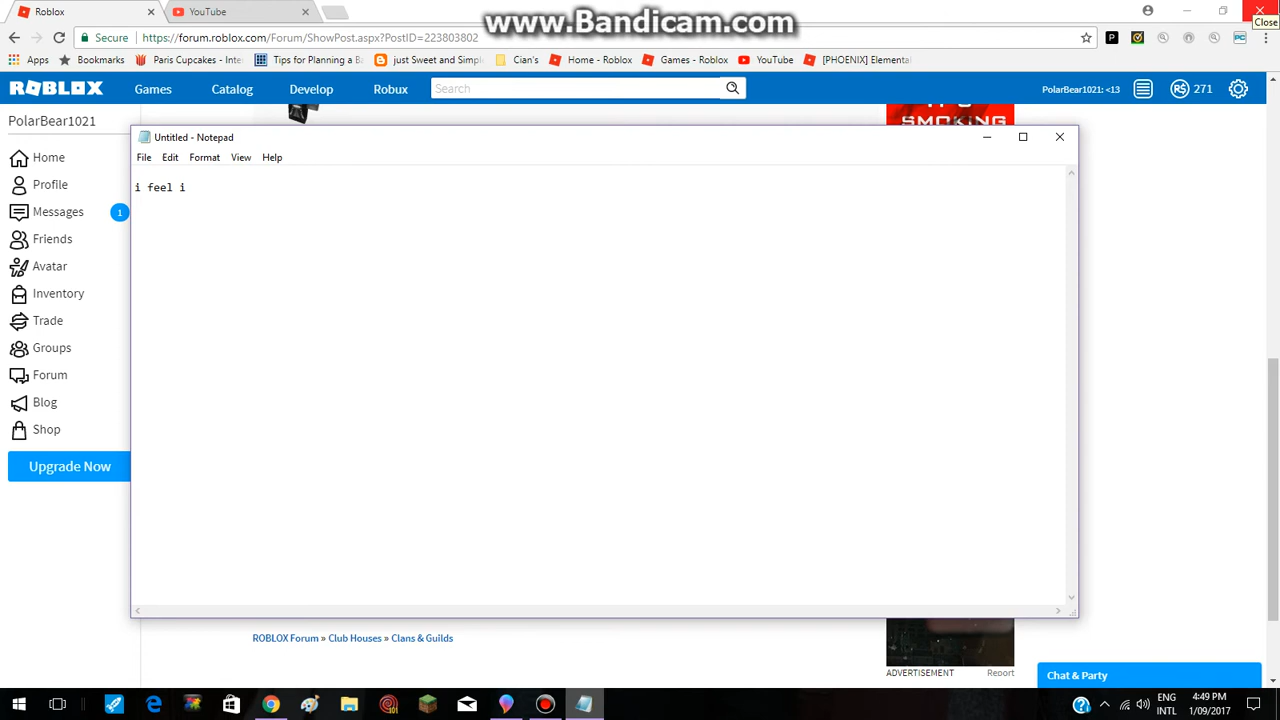 Roblox
YouTube
www.Bandicam.com
Close
Secure
https://forum.roblox.com/Forum/ShowPost.aspx?PostID=223803802
Apps
Bookmarks
Paris Cupcakes - Inte
Tips for Planning a B
just Sweet and Simpl
Cian's
Home - Roblox
Games - Roblox
YouTube
[PHOENIX] Elemental
ROBLOX
Games
Catalog
Develop
Robux
Search
PolarBear1021: <13
R$ 271
PolarBear1021
SMOKING
Untitled - Notepad
File Edit Format View Help
i feel i
Home
Profile
Messages 1
Friends
Avatar
Inventory
Trade
Groups
Forum
Blog
Shop
Upgrade Now
ROBLOX Forum » Club Houses » Clans & Guilds
ADVERTISEMENT
Report
Chat & Party
ENG
INTL
4:49 PM
1/09/2017